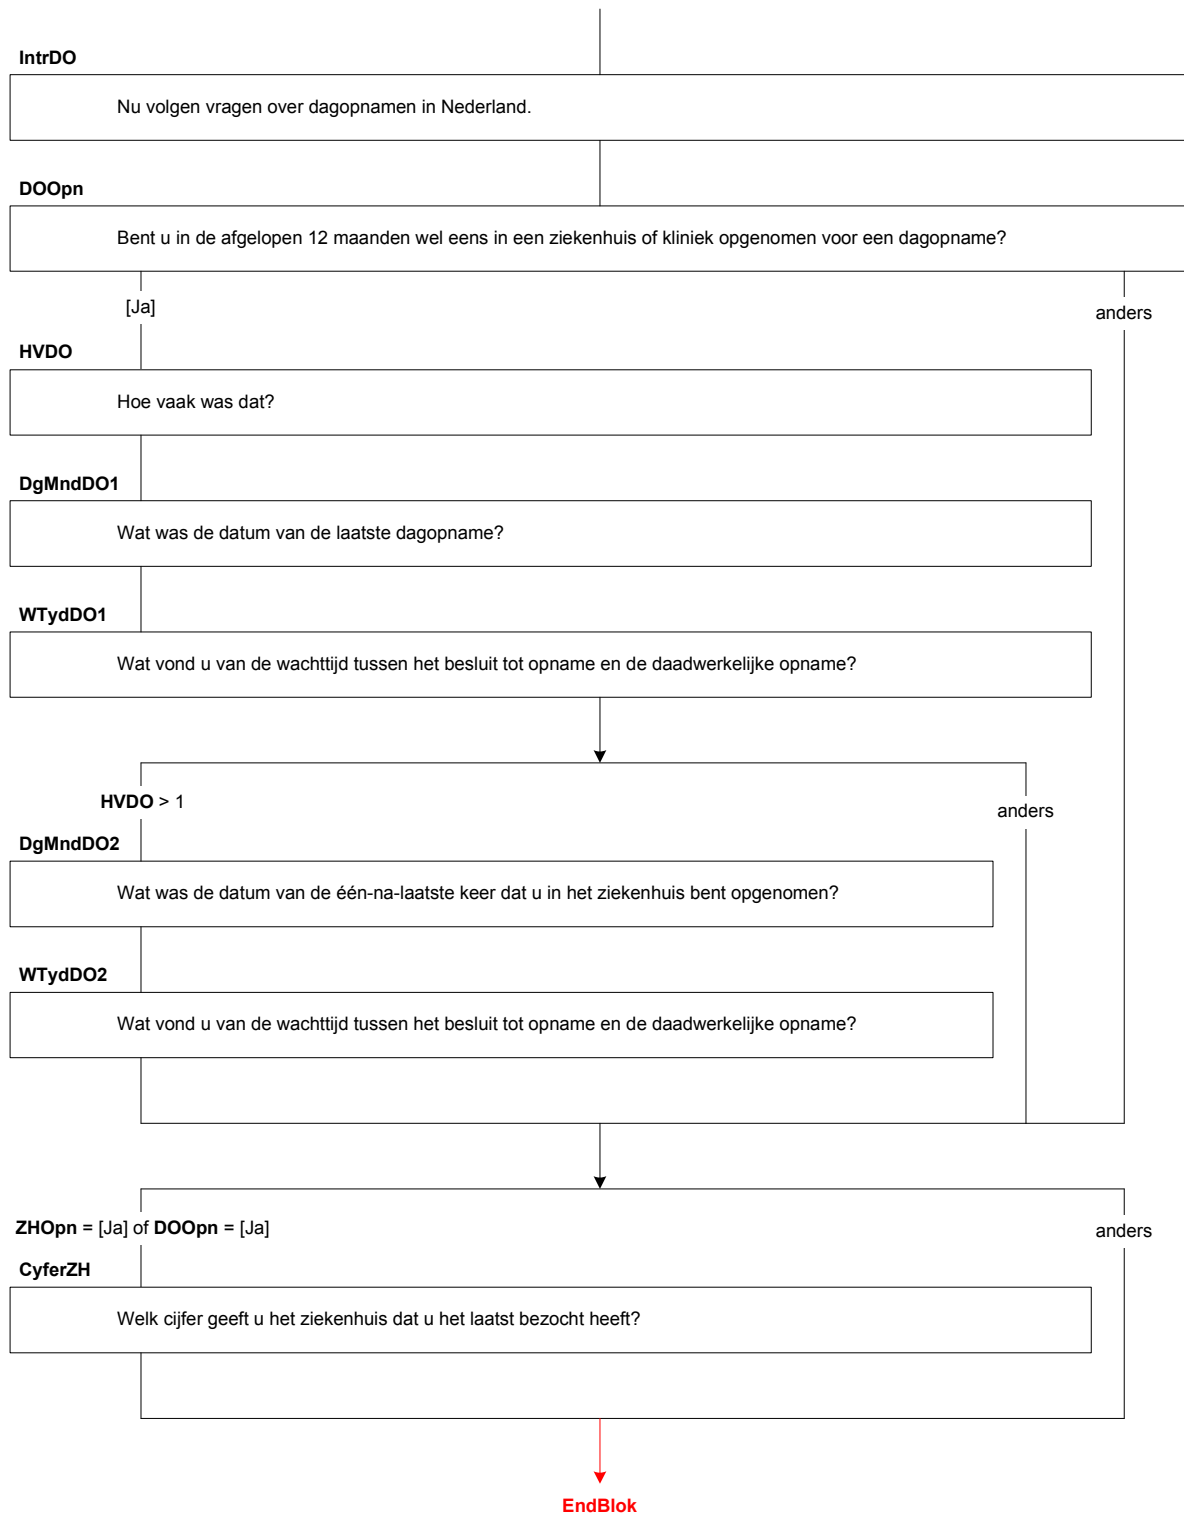 IntrDO
Nu volgen vragen over dagopnamen in Nederland.
DOOpn
Bent u in de afgelopen 12 maanden wel eens in een ziekenhuis of kliniek opgenomen voor een dagopname?
[Ja]
anders
HVDO
Hoe vaak was dat?
DgMndDO1
Wat was de datum van de laatste dagopname?
WTydDO1
Wat vond u van de wachttijd tussen het besluit tot opname en de daadwerkelijke opname?
HVDO > 1
anders
DgMndDO2
Wat was de datum van de één-na-laatste keer dat u in het ziekenhuis bent opgenomen?
WTydDO2
Wat vond u van de wachttijd tussen het besluit tot opname en de daadwerkelijke opname?
ZHOpn = [Ja] of DOOpn = [Ja]
anders
CyferZH
Welk cijfer geeft u het ziekenhuis dat u het laatst bezocht heeft?
EndBlok